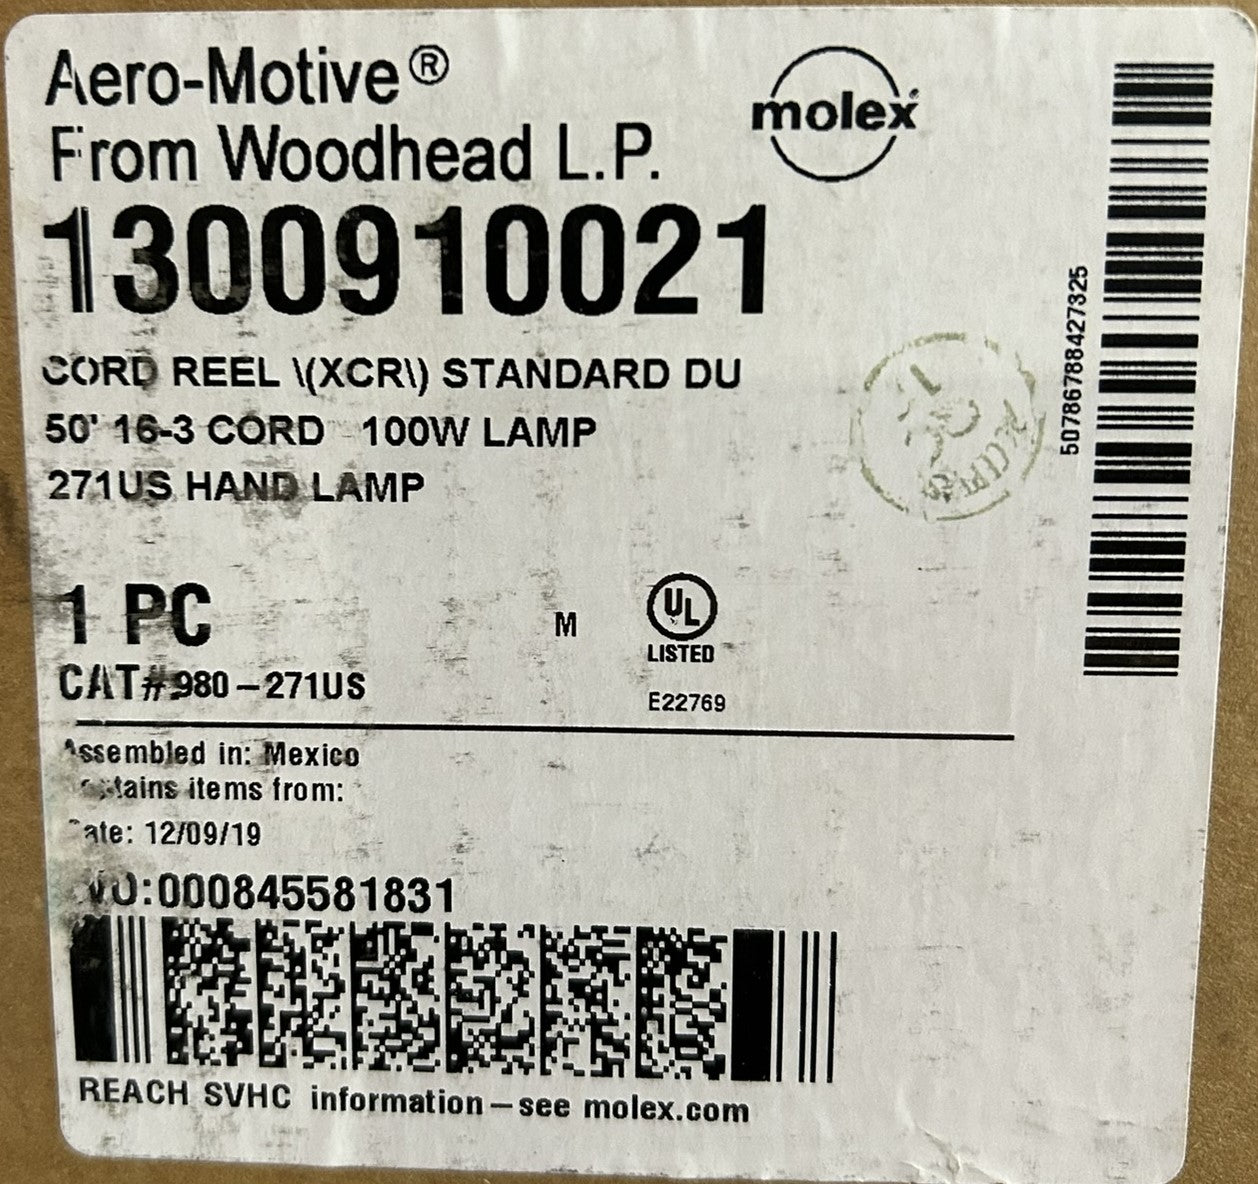 Aero-Motive®
From Woodhead L.P.
molex
1300910021
CORD REEL \(XCR\) STANDARD DU
50' 16-3 CORD 100W LAMP
271US HAND LAMP
50786788427325
1 PC
M
UL
LISTED
CAT#980-271US
E22769
Assembled in: Mexico
items from:
Date: 12/09/19
WO:000845581831
REACH SVHC information-see molex.com